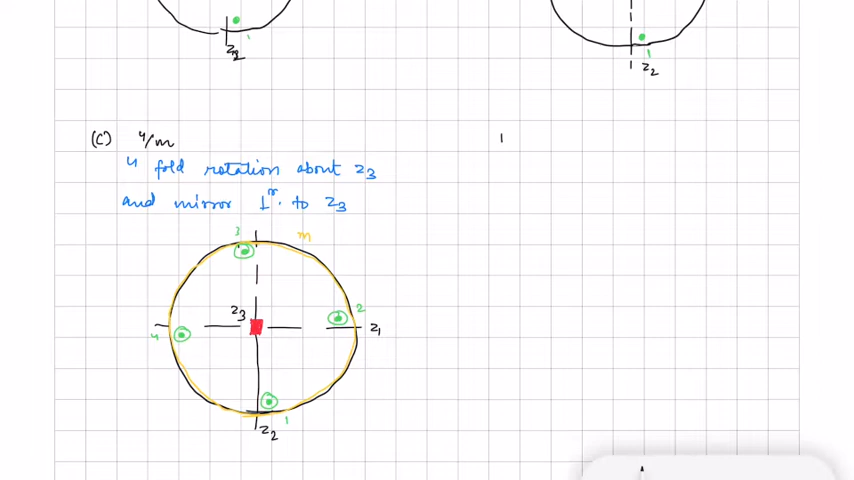 1
1
Z2
Z2
(C) 4/m
4 fold rotation about Z3
and mirror ⊥r. to Z3
3
m
Z3
2
Z1
4
1
Z2